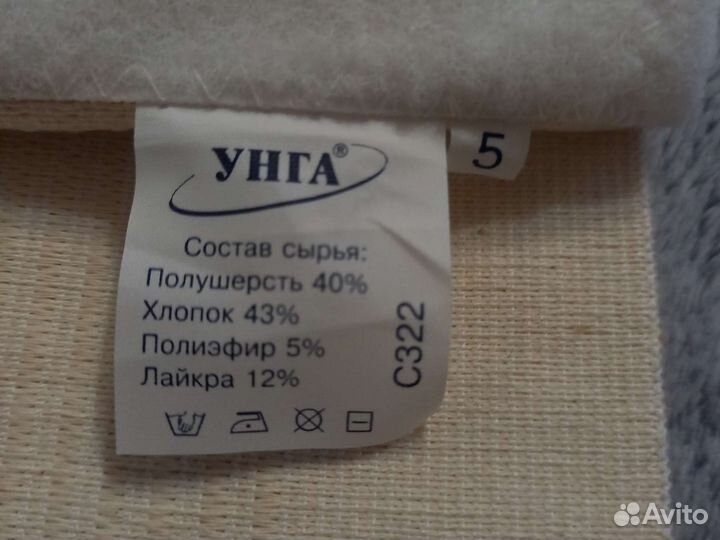 УНГА®
5
Состав сырья:
Полушерсть 40%
Хлопок 43%
Полиэфир 5%
Лайкра 12%
С322
Avito